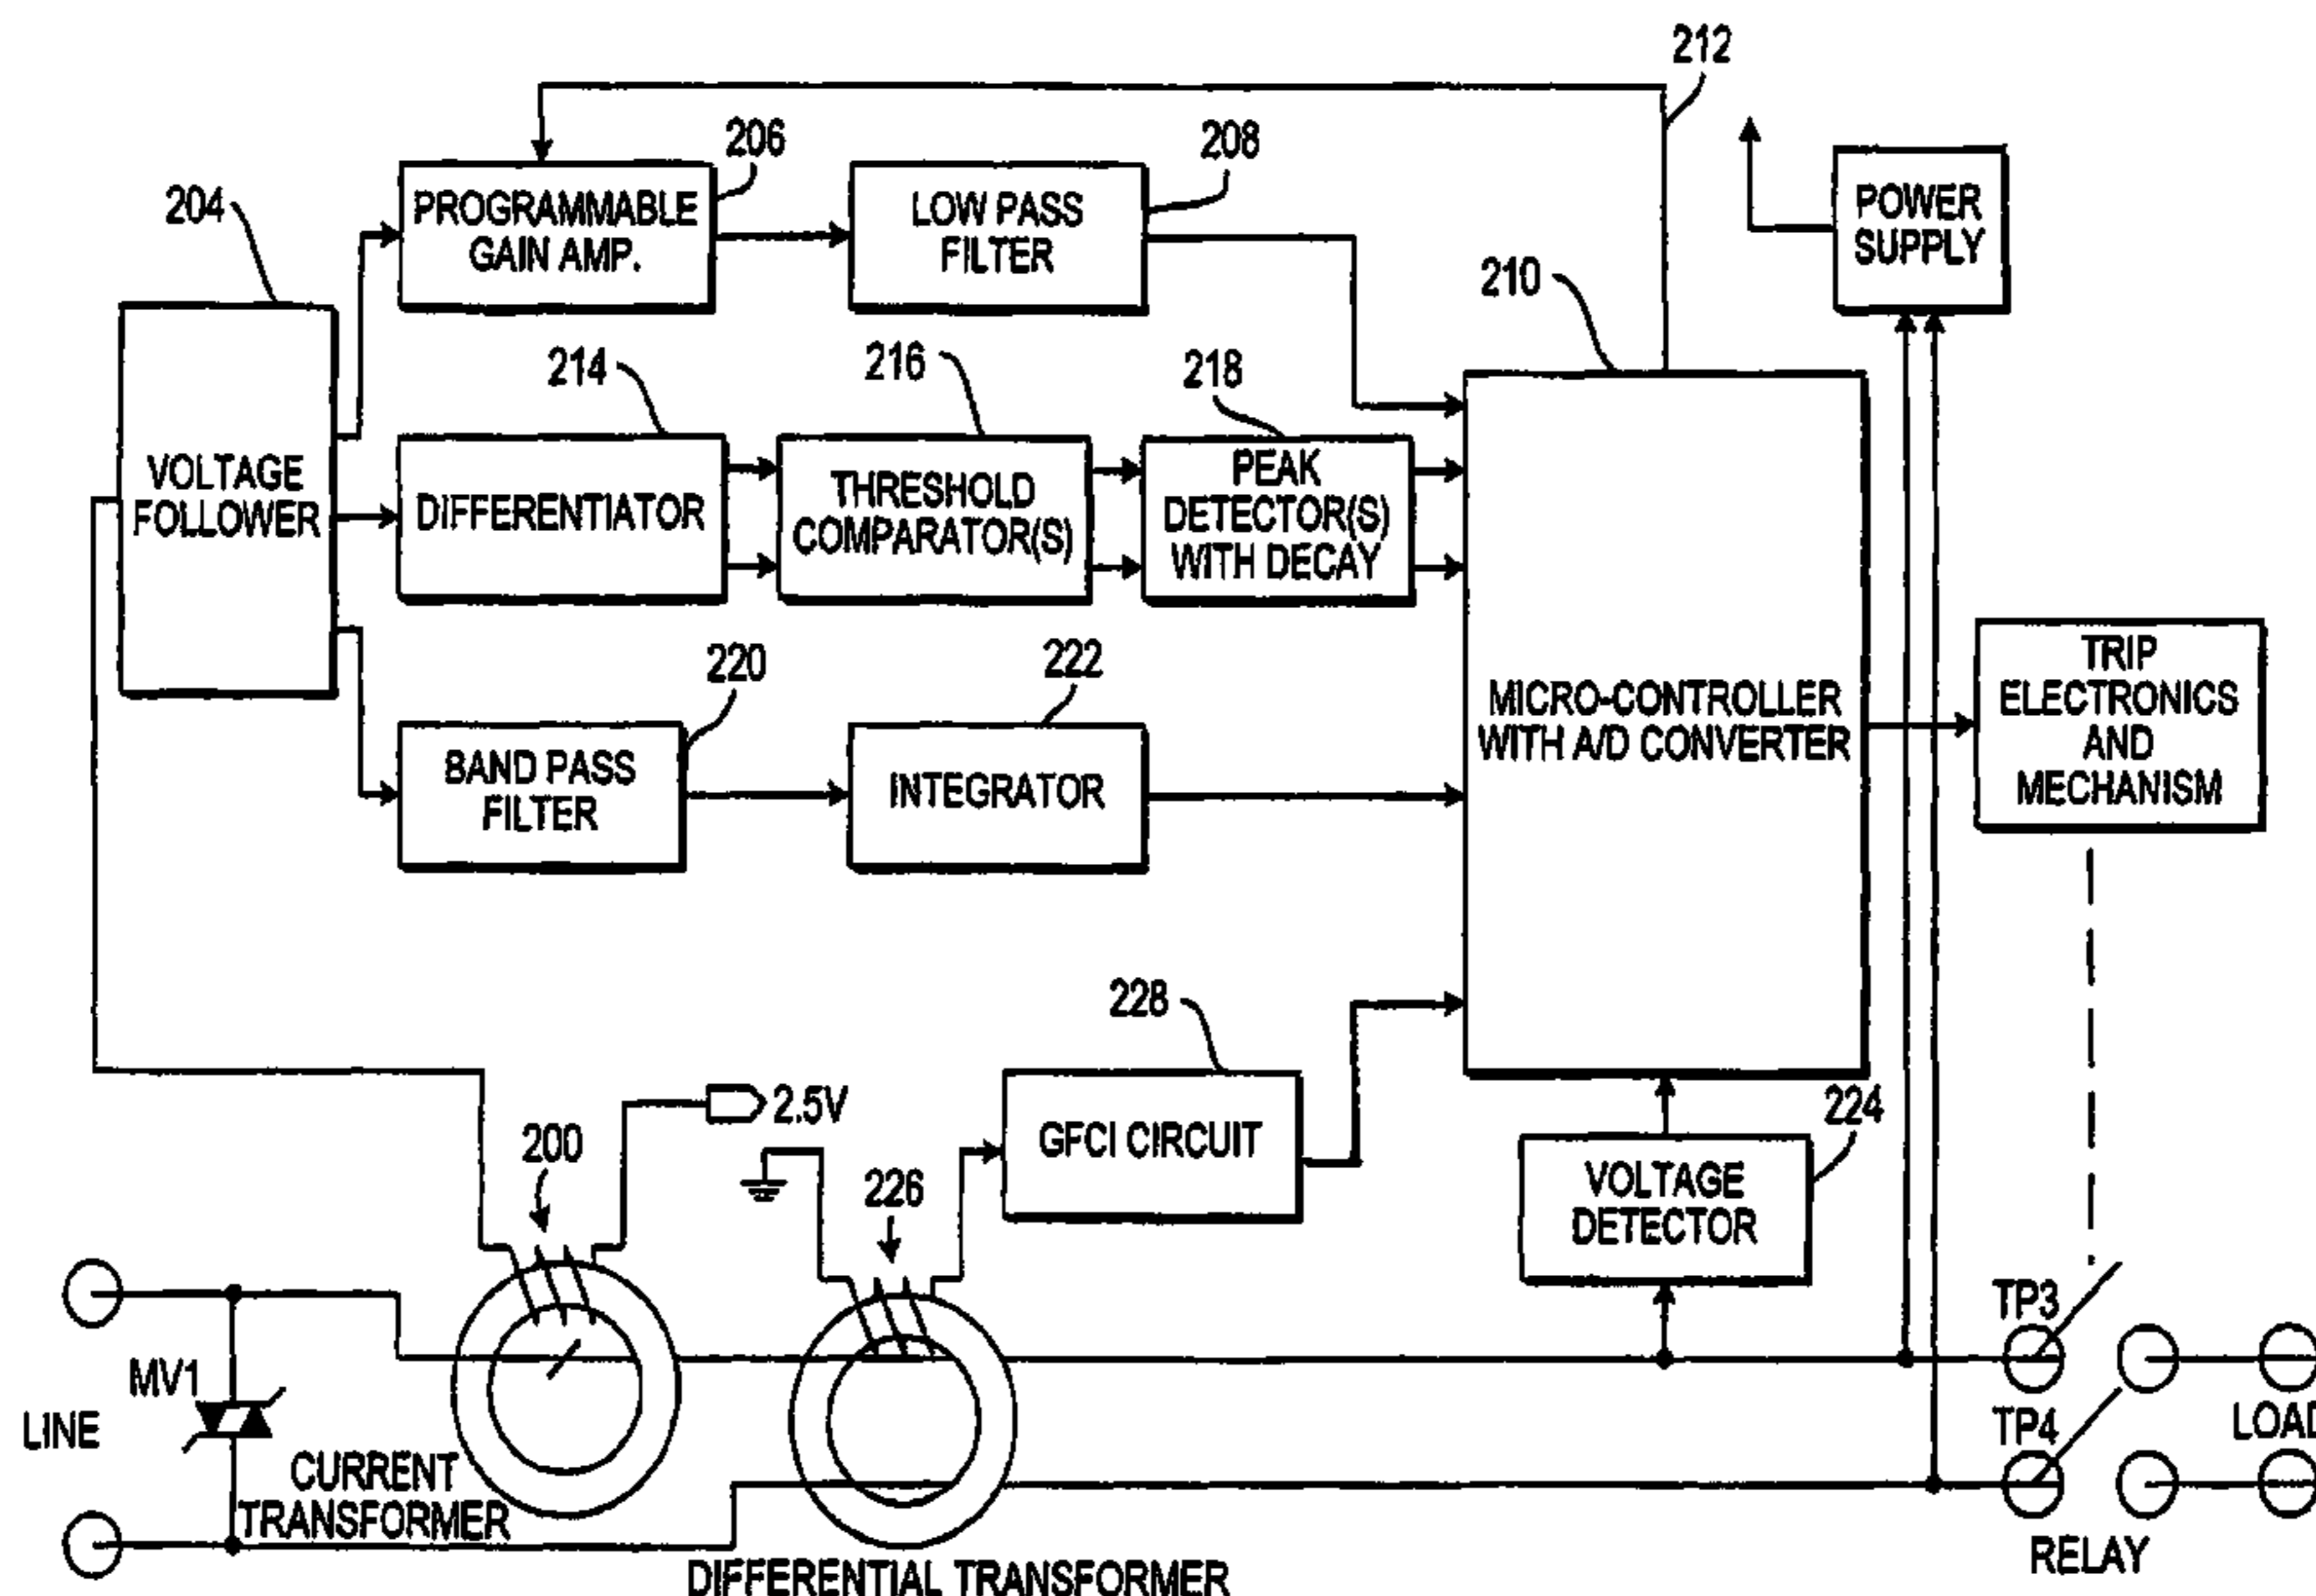 212
206
208
204
PROGRAMMABLE
GAIN AMP.
LOW PASS
FILTER
POWER
SUPPLY
210
214
216
218
VOLTAGE
FOLLOWER
DIFFERENTIATOR
THRESHOLD
COMPARATOR(S)
PEAK
DETECTOR(S)
WITH DECAY
220
222
MICRO-CONTROLLER
WITH A/D CONVERTER
TRIP
ELECTRONICS
AND
MECHANISM
BAND PASS
FILTER
INTEGRATOR
228
2.5V
224
200
226
GFCI CIRCUIT
VOLTAGE
DETECTOR
TP3
MV1
LINE
TP4
LOAD
CURRENT
TRANSFORMER
RELAY
DIFFERENTIAL TRANSFORMER